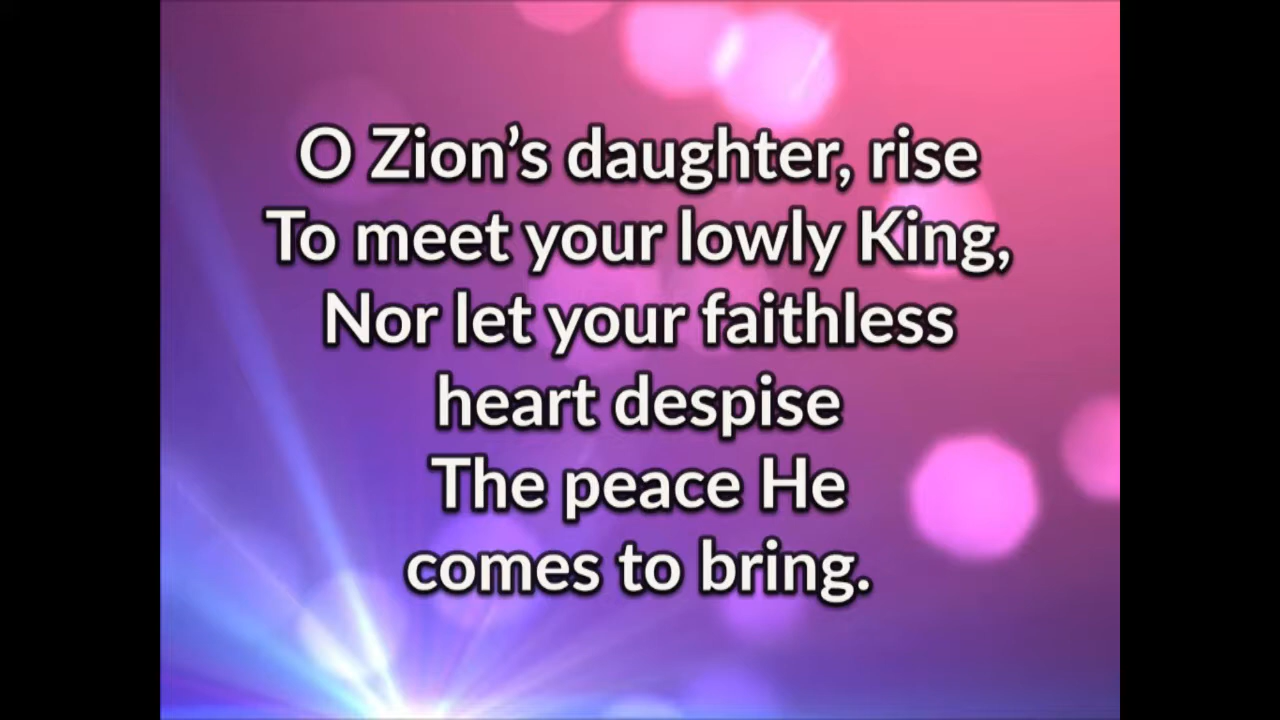 O Zion’s daughter, rise
To meet your lowly King,
Nor let your faithless
heart despise
The peace He
comes to bring.